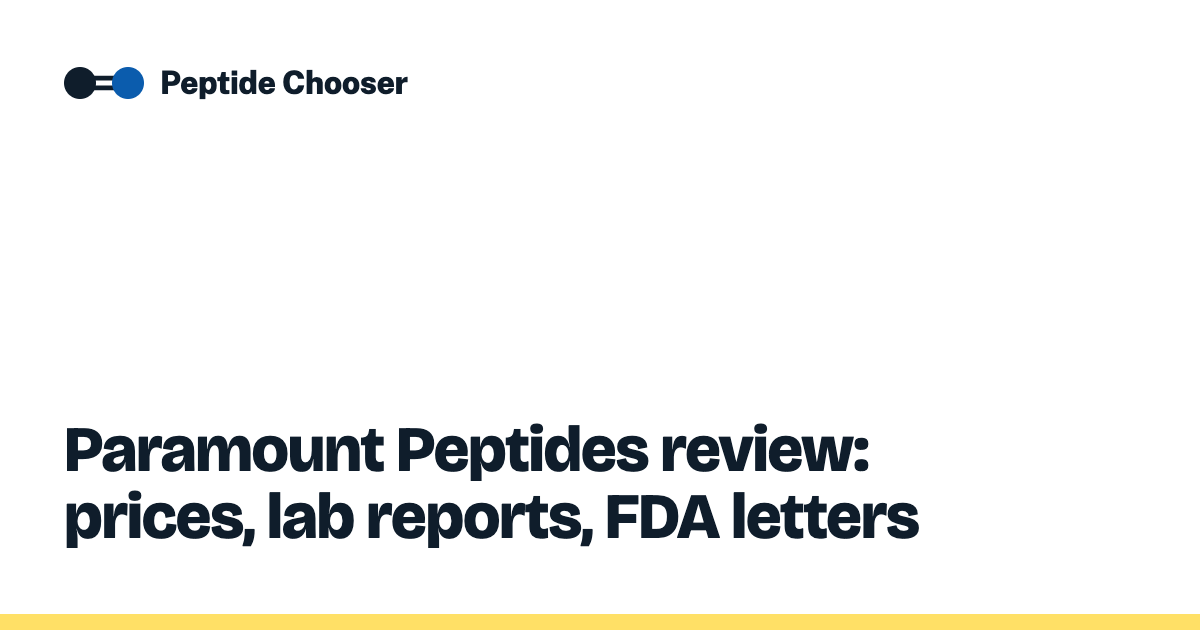 Peptide Chooser
Paramount Peptides review:
prices, lab reports, FDA letters